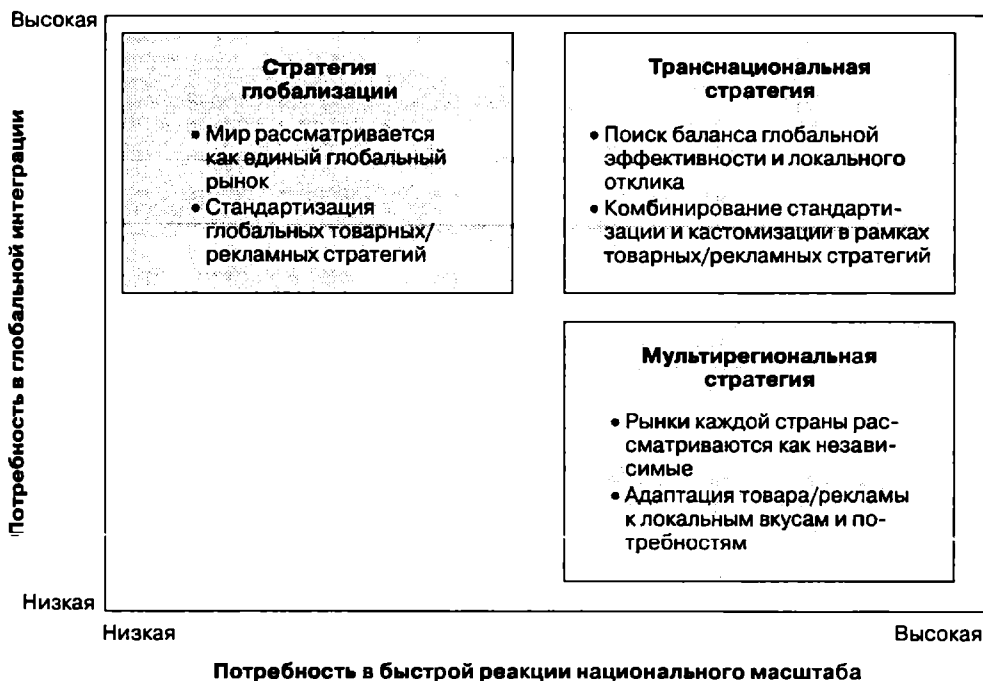 Высокая
Потребность в глобальной интеграции
Стратегия
глобализации
• Мир рассматривается
как единый глобальный
рынок
• Стандартизация
глобальных товарных/
рекламных стратегий
Транснациональная
стратегия
• Поиск баланса глобальной
эффективности и локального
отклика
• Комбинирование стандарти-
зации и кастомизации в рамках
товарных/рекламных стратегий
Мультирегиональная
стратегия
• Рынки каждой страны рас-
сматриваются как незави-
симые
• Адаптация товара/рекламы
к локальным вкусам и по-
требностям
Низкая
Низкая
Высокая
Потребность в быстрой реакции национального масштаба